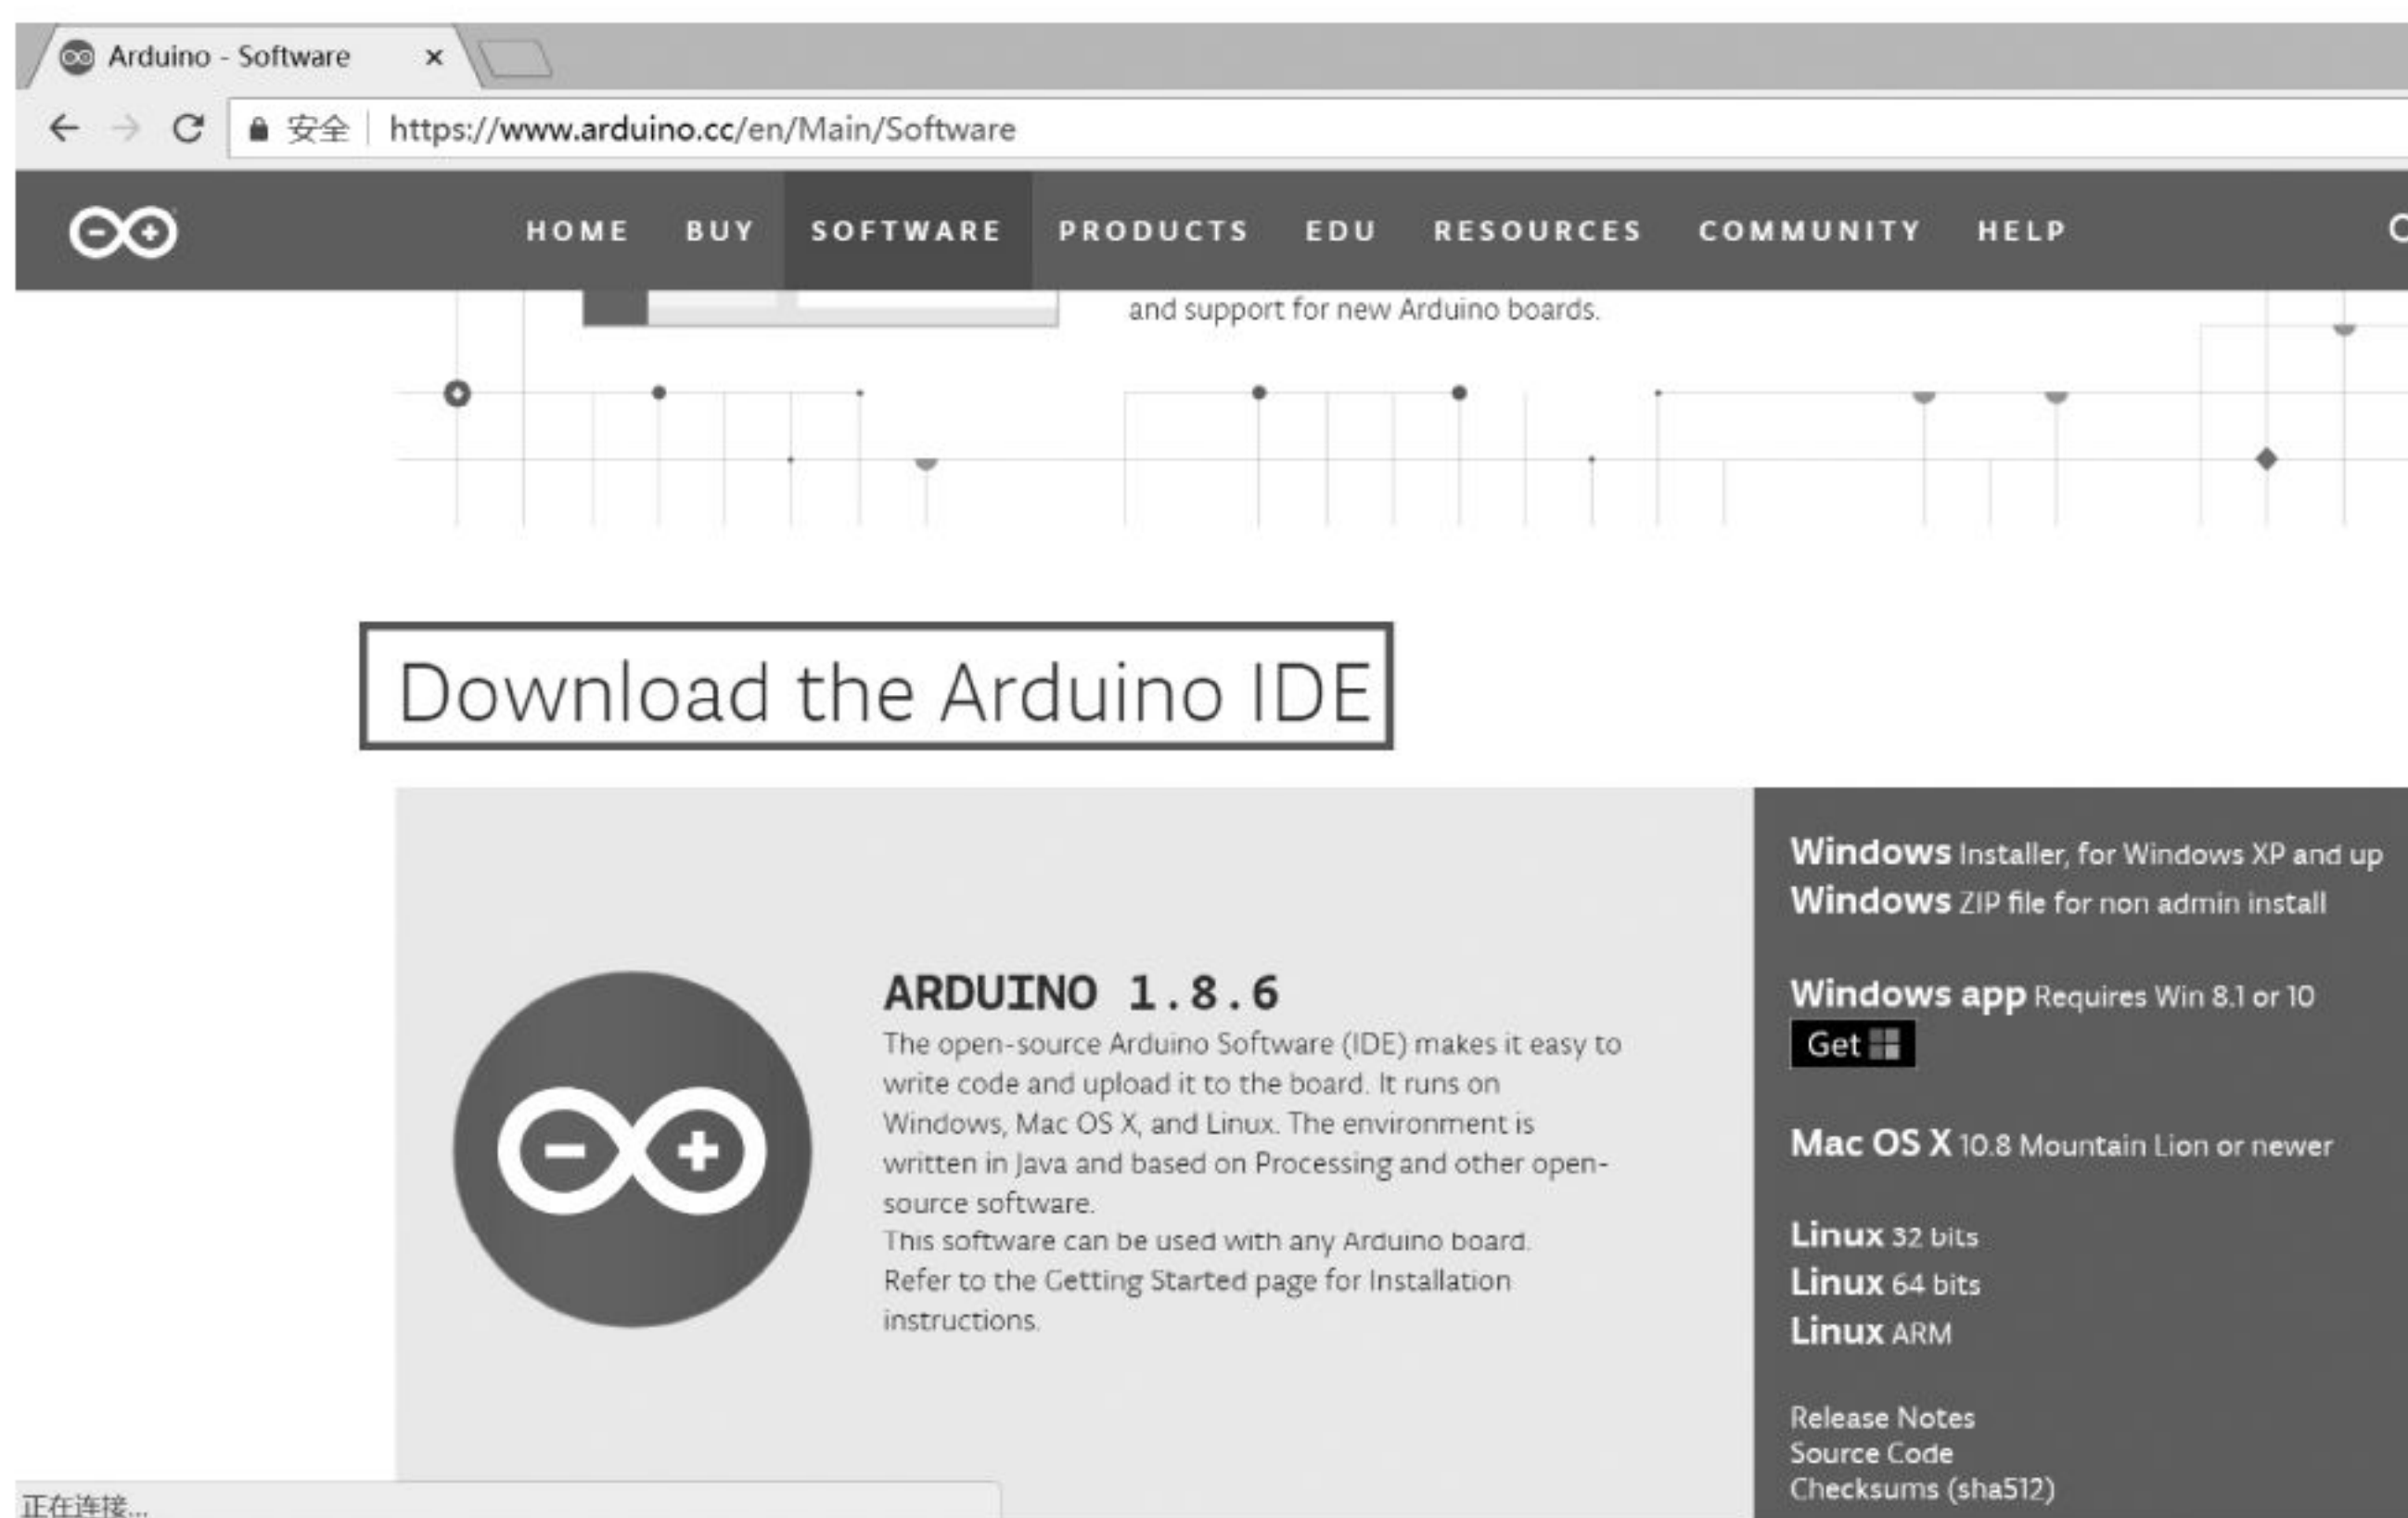 Arduino - Software
安全 https://www.arduino.cc/en/Main/Software
HOME BUY SOFTWARE PRODUCTS EDU RESOURCES COMMUNITY HELP
and support for new Arduino boards.
Download the Arduino IDE
ARDUINO 1.8.6
The open-source Arduino Software (IDE) makes it easy to
write code and upload it to the board. It runs on
Windows, Mac OS X, and Linux. The environment is
written in Java and based on Processing and other open-
source software.
This software can be used with any Arduino board.
Refer to the Getting Started page for Installation
instructions.
Windows Installer, for Windows XP and up
Windows ZIP file for non admin install
Windows app Requires Win 8.1 or 10
Get
Mac OS X 10.8 Mountain Lion or newer
Linux 32 bits
Linux 64 bits
Linux ARM
Release Notes
Source Code
Checksums (sha512)
正在连接...